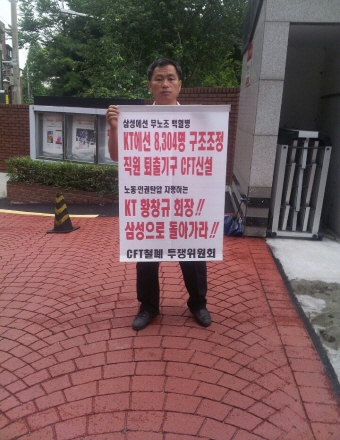 삼성에선 무노조 백혈병
KT에선 8,304명 구조조정
직원 퇴출기구 CFT신설
노동·인권탄압 자행하는
KT 황창규 회장!!
삼성으로 돌아가라!!
CFT철폐 투쟁위원회